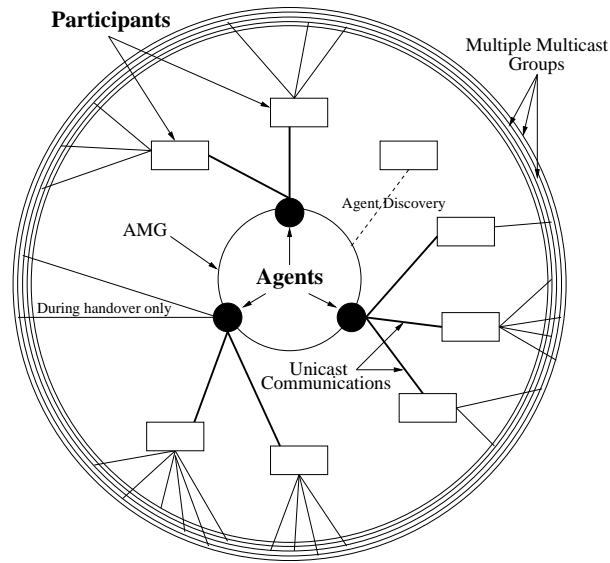 Participants
Multiple Multicast
Groups
Agent Discovery
AMG
Agents
During handover only
Unicast
Communications